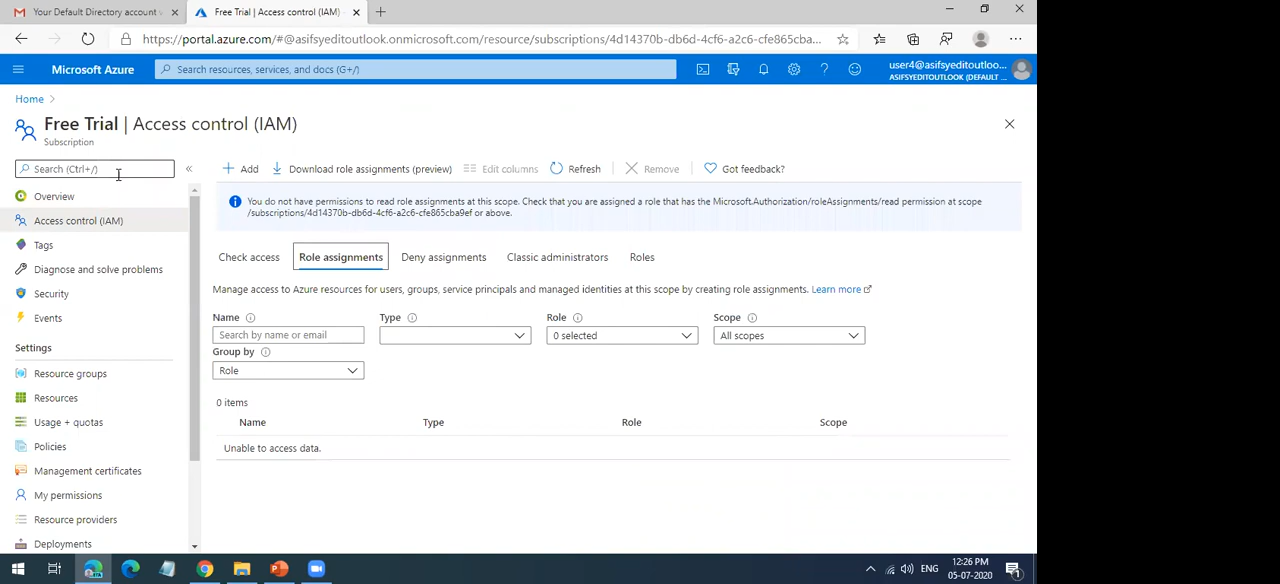 Your Default Directory account
Free Trial | Access control (IAM)
https://portal.azure.com/#@asifsyeditoutlook.onmicrosoft.com/resource/subscriptions/4d14370b-db6d-4cf6-a2c6-cfe865cba...
Microsoft Azure
Search resources, services, and docs (G+/)
user4@asifsyeditoutloo...
ASIFSYEDITOUTLOOK (DEFAULT ...
Home
Free Trial | Access control (IAM)
Subscription
Search (Ctrl+/)
Add
Download role assignments (preview)
Edit columns
Refresh
Remove
Got feedback?
You do not have permissions to read role assignments at this scope. Check that you are assigned a role that has the Microsoft.Authorization/roleAssignments/read permission at scope
/subscriptions/4d14370b-db6d-4cf6-a2c6-cfe865cba9ef or above.
Overview
Access control (IAM)
Tags
Diagnose and solve problems
Security
Events
Settings
Resource groups
Resources
Usage + quotas
Policies
Management certificates
My permissions
Resource providers
Deployments
Check access
Role assignments
Deny assignments
Classic administrators
Roles
Manage access to Azure resources for users, groups, service principals and managed identities at this scope by creating role assignments. Learn more
Name
Type
Role
Scope
Search by name or email
0 selected
All scopes
Group by
Role
0 items
Name Type Role Scope
Unable to access data.
ENG
12:26 PM
05-07-2020
1